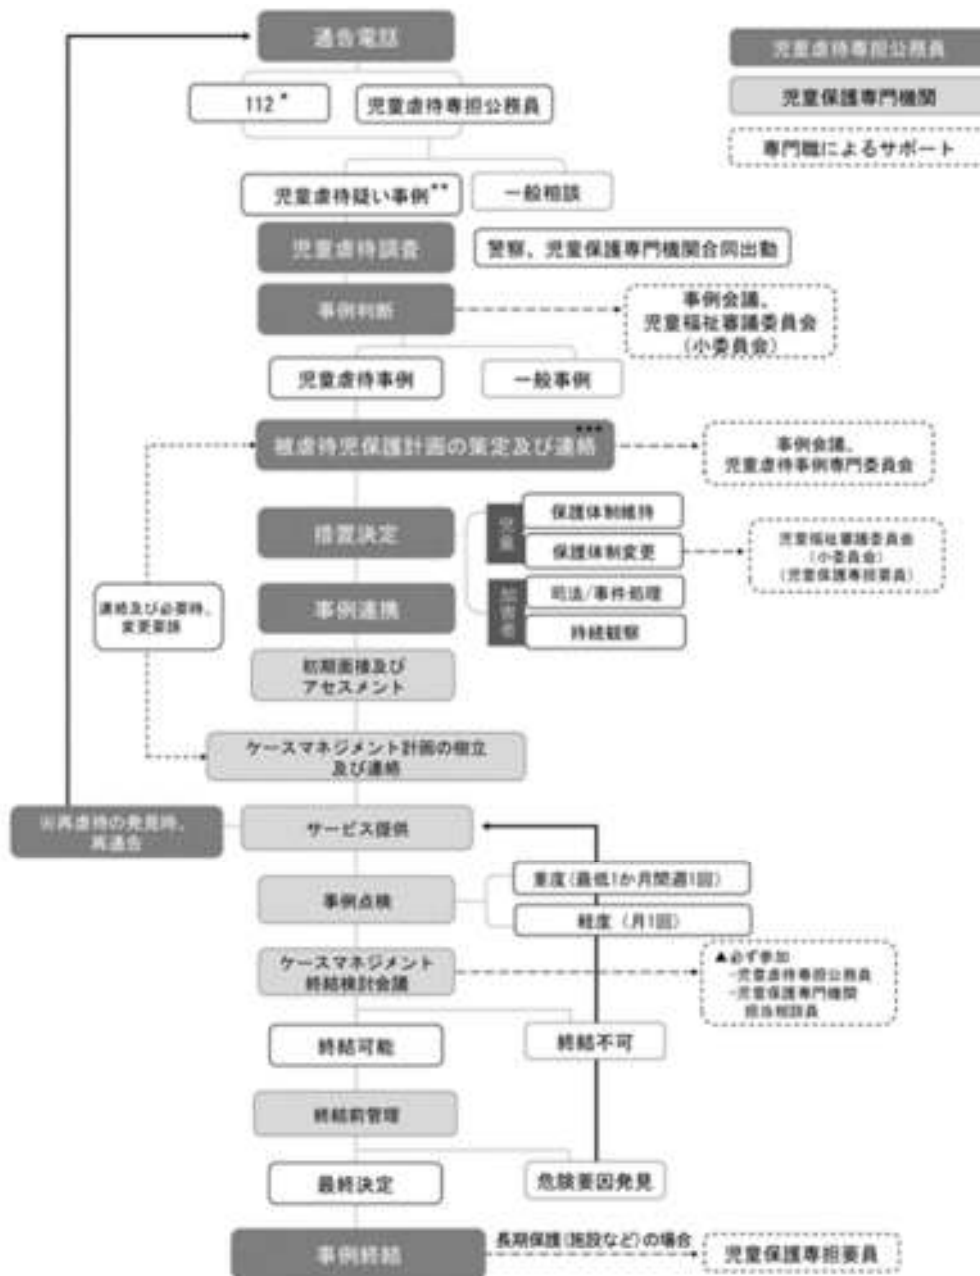 通告電話
児童虐待専担公務員
112*
児童虐待専担公務員
児童保護専門機関
専門職によるサポート
児童虐待疑い事例**
一般相談
児童虐待調査
警察、児童保護専門機関合同出動
事例判断
事例会議、
児童福祉審議委員会
(小委員会)
児童虐待事例
一般事例
被虐待児保護計画の策定及び連絡***
事例会議、
児童虐待事例専門委員会
措置決定
児童
保護体制維持
保護体制変更
児童福祉審議委員会
(小委員会)
(児童保護専担要員)
事例連携
加害者
司法/事件処理
持続観察
連絡及び必要時、
変更要請
初期面接及び
アセスメント
ケースマネジメント計画の樹立
及び連絡
※再虐待の発見時、
再通告
サービス提供
事例点検
重度(最低1か月間週1回)
軽度(月1回)
ケースマネジメント
終結検討会議
▲必ず参加
-児童虐待専担公務員
-児童保護専門機関
担当相談員
終結可能
終結不可
終結前管理
最終決定
危険要因発見
事例終結
長期保護(施設など)の場合
児童保護専担要員